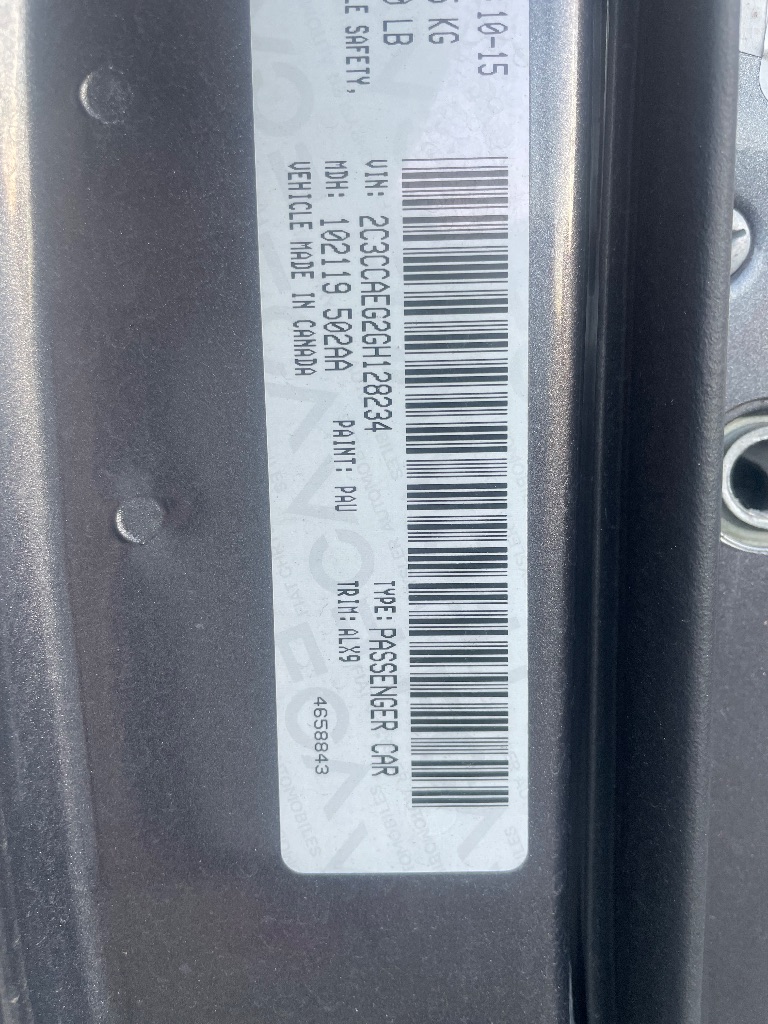 10-15
KG
LB
LE SAFETY,
VIN: 2C3CCAEG2GH128234 TYPE: PASSENGER CAR
MDH: 102119 502AA PAINT: PAU TRIM: ALX9
VEHICLE MADE IN CANADA 4658843